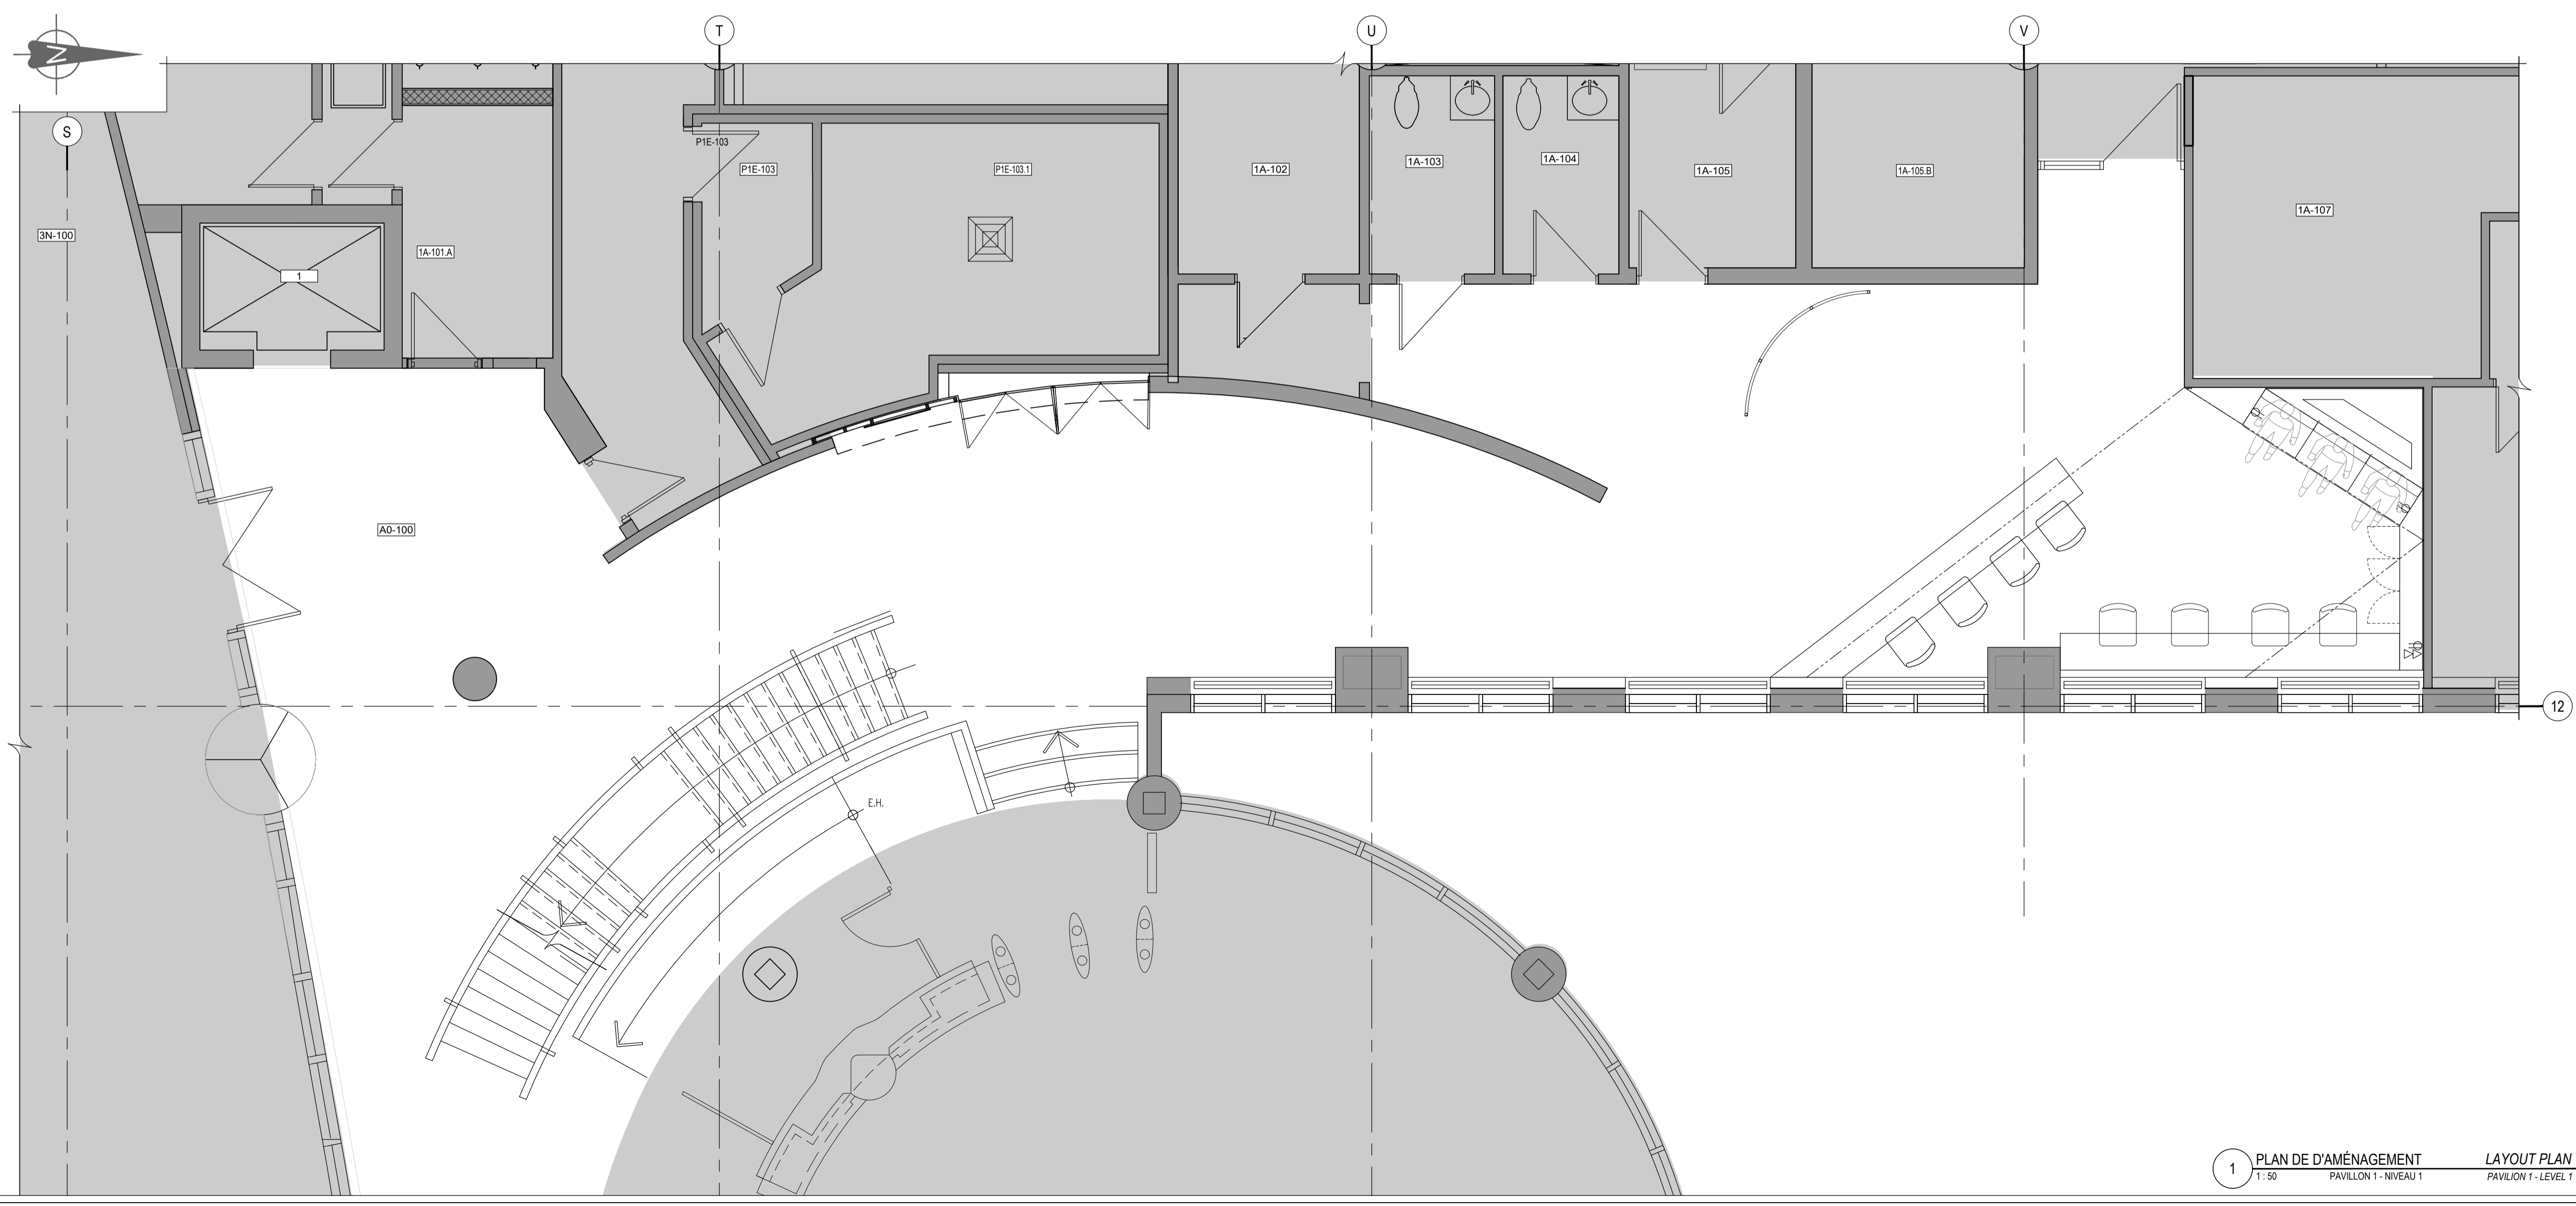 N
T
U
V
S
P1E-103
P1E-103
P1E-103.1
1A-102
1A-103
1A-104
1A-105
1A-105.B
1A-107
3N-100
1A-101.A
1
A0-100
12
E.H.
1
PLAN DE D'AMÉNAGEMENT
LAYOUT PLAN
1 : 50
PAVILLON 1 - NIVEAU 1
PAVILION 1 - LEVEL 1